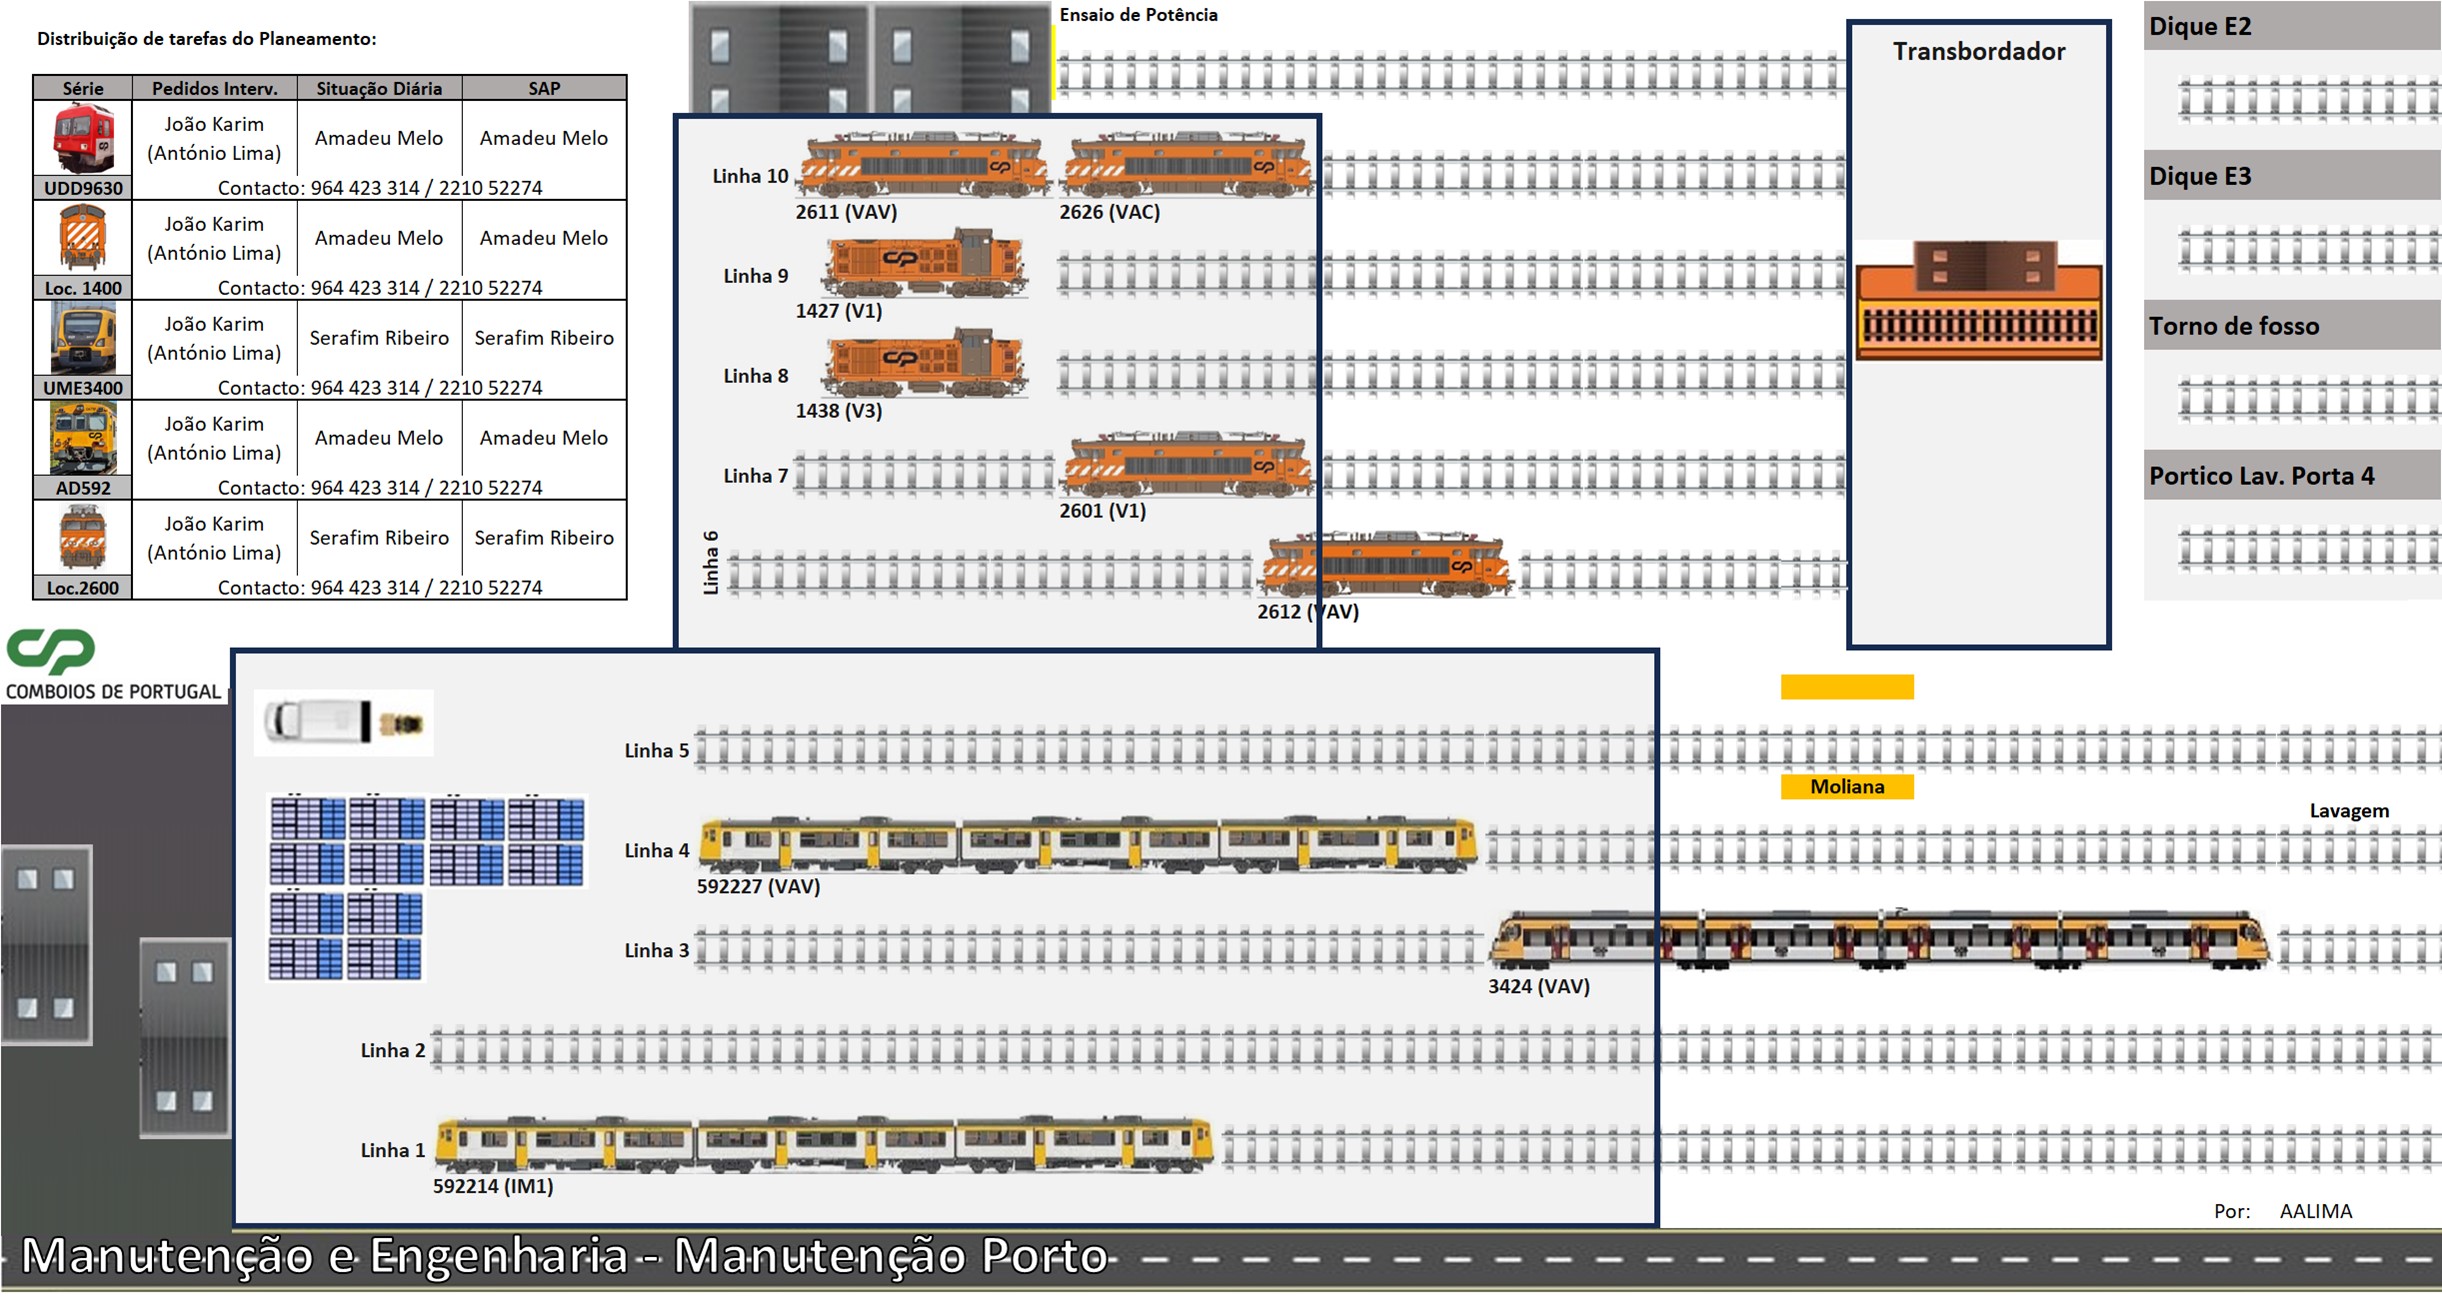 Distribuição de tarefas do Planeamento:
Série Pedidos Interv. Situação Diária SAP
João Karim
(António Lima) Amadeu Melo Amadeu Melo
UDD9630 Contacto: 964 423 314 / 2210 52274
João Karim
(António Lima) Amadeu Melo Amadeu Melo
Loc. 1400 Contacto: 964 423 314 / 2210 52274
João Karim
(António Lima) Serafim Ribeiro Serafim Ribeiro
UME3400 Contacto: 964 423 314 / 2210 52274
João Karim
(António Lima) Amadeu Melo Amadeu Melo
AD592 Contacto: 964 423 314 / 2210 52274
João Karim
(António Lima) Serafim Ribeiro Serafim Ribeiro
Loc.2600 Contacto: 964 423 314 / 2210 52274
CP
COMBOIOS DE PORTUGAL
Ensaio de Potência
Linha 10
2611 (VAV) 2626 (VAC)
Linha 9
1427 (V1)
Linha 8
1438 (V3)
Linha 7
2601 (V1)
Linha 6
2612 (VAV)
Transbordador
Dique E2
Dique E3
Torno de fosso
Portico Lav. Porta 4
Linha 5
Moliana
Lavagem
Linha 4
592227 (VAV)
Linha 3
3424 (VAV)
Linha 2
Linha 1
592214 (IM1)
Por: AALIMA
Manutenção e Engenharia - Manutenção Porto